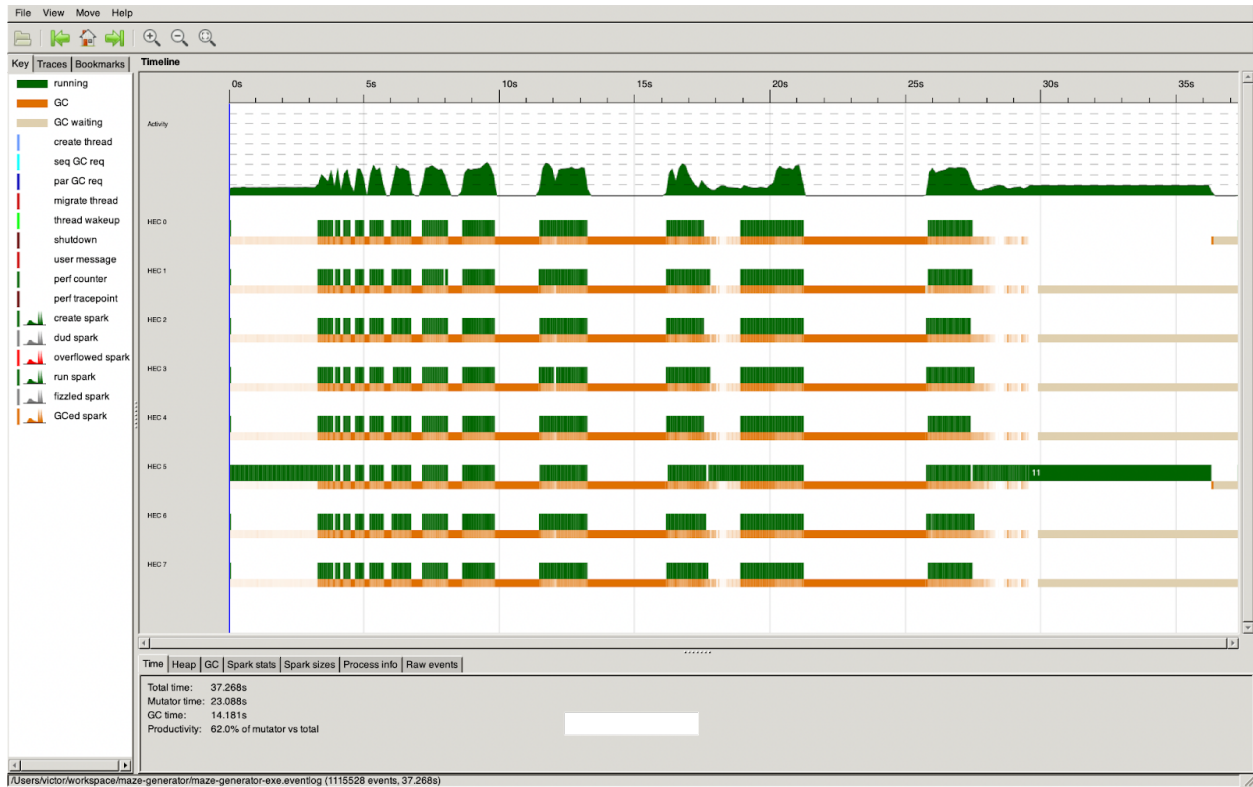 File View Move Help
Key Traces Bookmarks
running
GC
GC waiting
create thread
seq GC req
par GC req
migrate thread
thread wakeup
shutdown
user message
perf counter
perf tracepoint
create spark
dud spark
overflowed spark
run spark
fizzled spark
GCed spark
Timeline
0s 5s 10s 15s 20s 25s 30s 35s
Activity
HEC 0
HEC 1
HEC 2
HEC 3
HEC 4
HEC 5 11
HEC 6
HEC 7
Time Heap GC Spark stats Spark sizes Process info Raw events
Total time: 37.268s
Mutator time: 23.088s
GC time: 14.181s
Productivity: 62.0% of mutator vs total
/Users/victor/workspace/maze-generator/maze-generator-exe.eventlog (1115528 events, 37.268s)